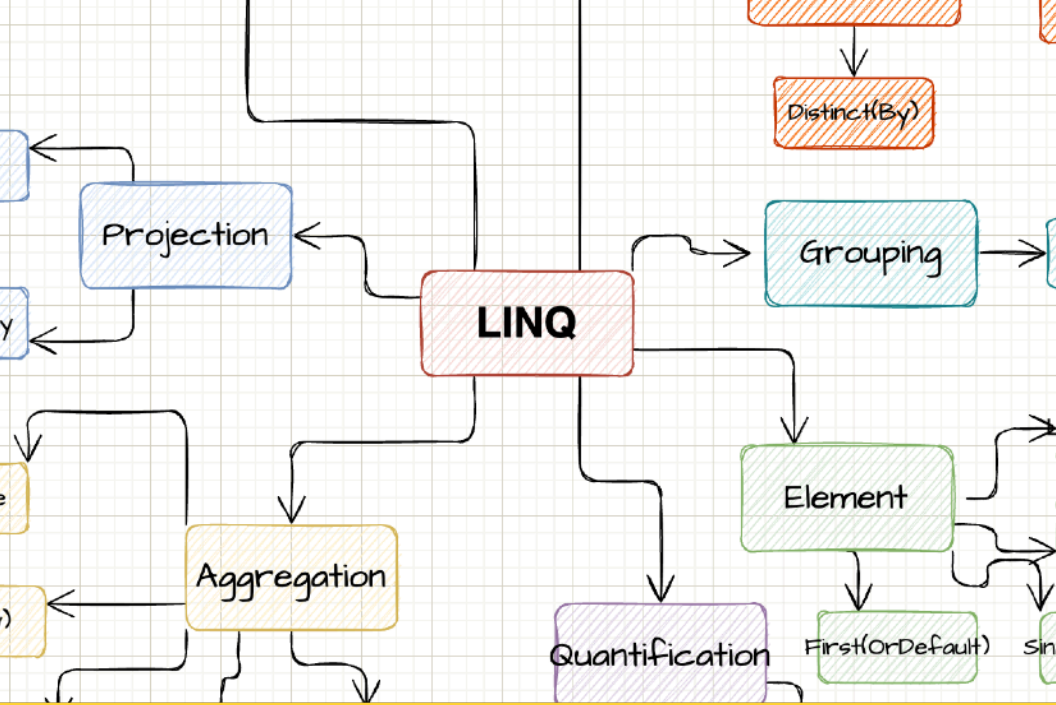 Distinct(By)
Projection
Grouping
LINQ
Element
Aggregation
Quantification
First(OrDefault)